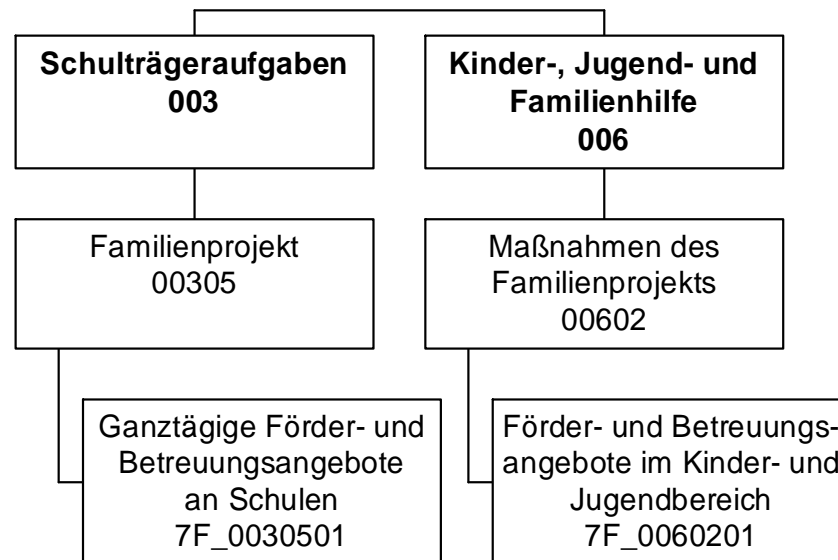 Schulträgeraufgaben
003
Kinder-, Jugend- und
Familienhilfe
006
Familienprojekt
00305
Maßnahmen des
Familienprojekts
00602
Ganztägige Förder- und
Betreuungsangebote
an Schulen
7F_0030501
Förder- und Betreuungs-
angebote im Kinder- und
Jugendbereich
7F_0060201